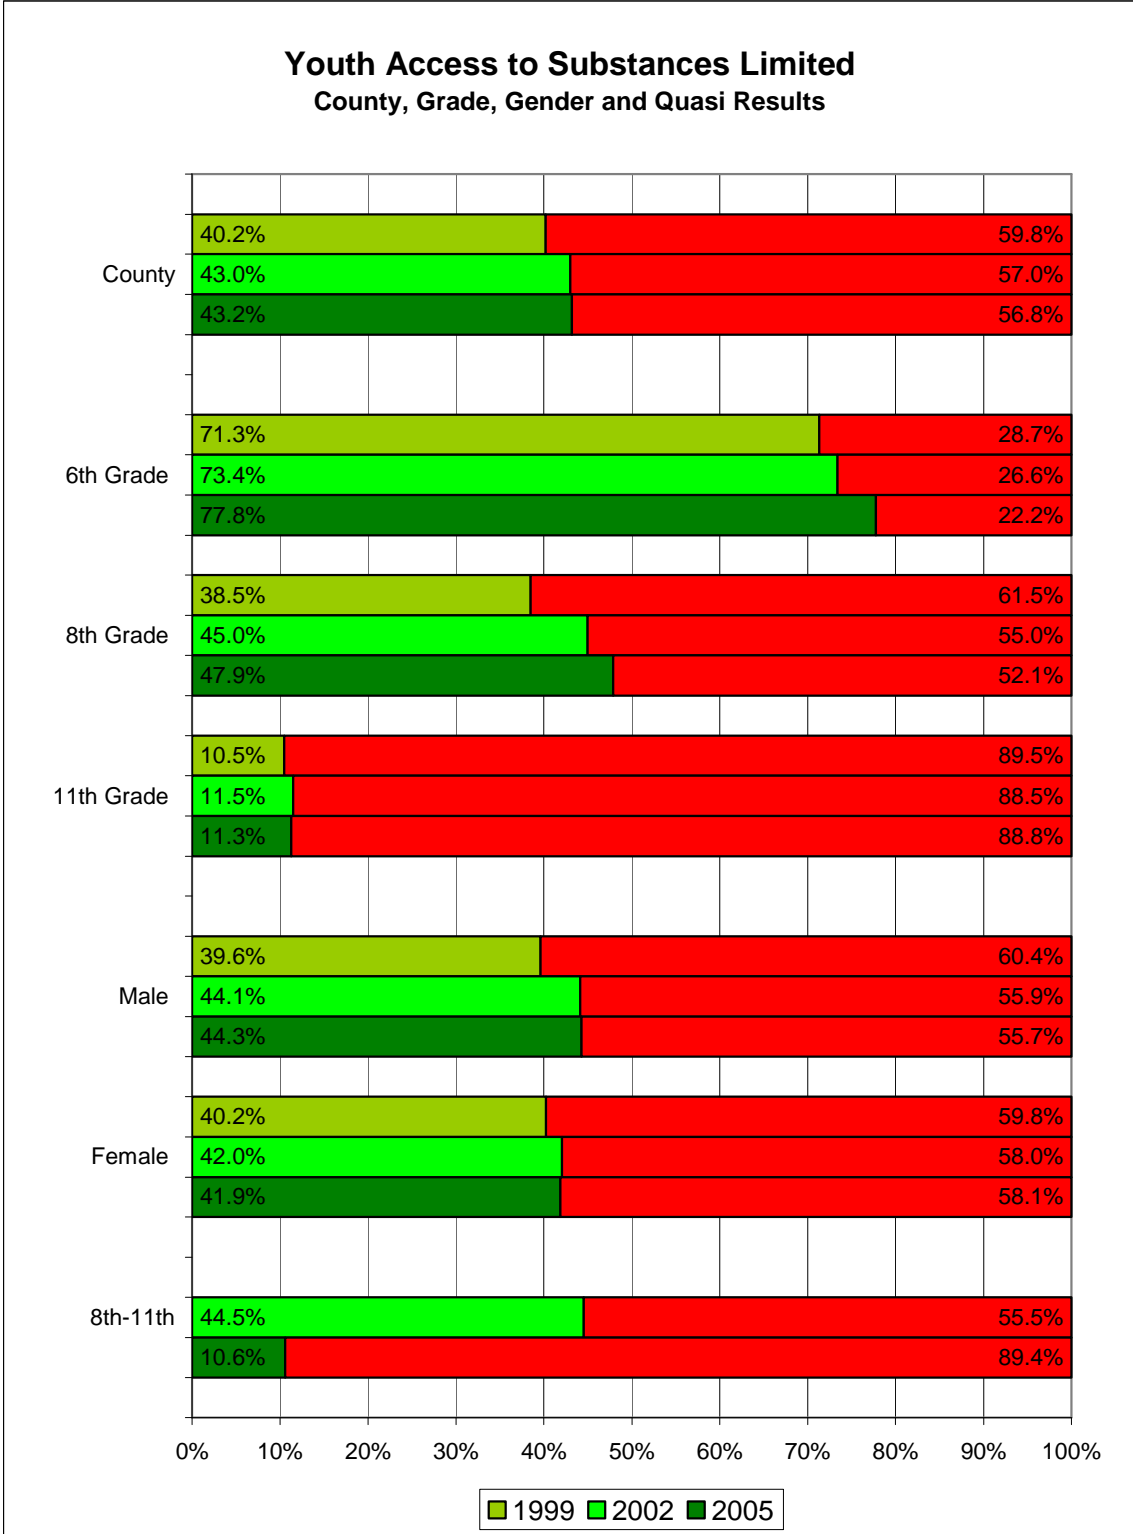 Youth Access to Substances Limited
County, Grade, Gender and Quasi Results
40.2% 59.8%
County 43.0% 57.0%
43.2% 56.8%
71.3% 28.7%
6th Grade 73.4% 26.6%
77.8% 22.2%
38.5% 61.5%
8th Grade 45.0% 55.0%
47.9% 52.1%
10.5% 89.5%
11th Grade 11.5% 88.5%
11.3% 88.8%
39.6% 60.4%
Male 44.1% 55.9%
44.3% 55.7%
40.2% 59.8%
Female 42.0% 58.0%
41.9% 58.1%
8th-11th 44.5% 55.5%
10.6% 89.4%
0% 10% 20% 30% 40% 50% 60% 70% 80% 90% 100%
1999 2002 2005